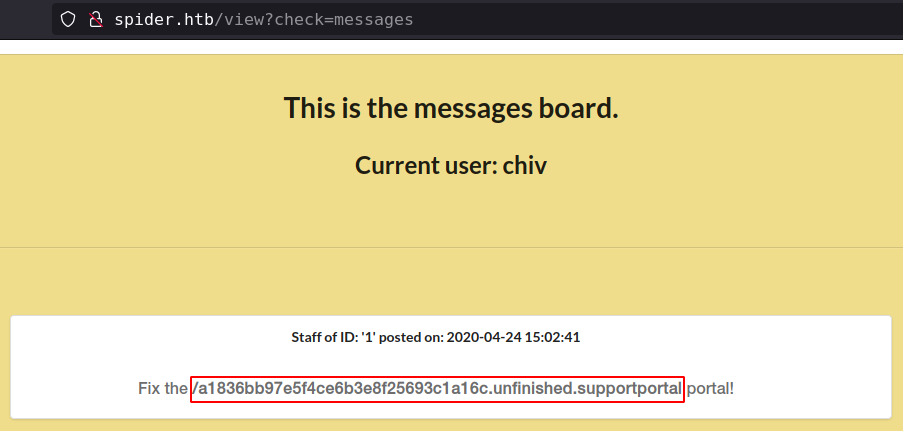 spider.htb/view?check=messages
This is the messages board.
Current user: chiv
Staff of ID: '1' posted on: 2020-04-24 15:02:41
Fix the /a1836bb97e5f4ce6b3e8f25693c1a16c.unfinished.supportportal portal!